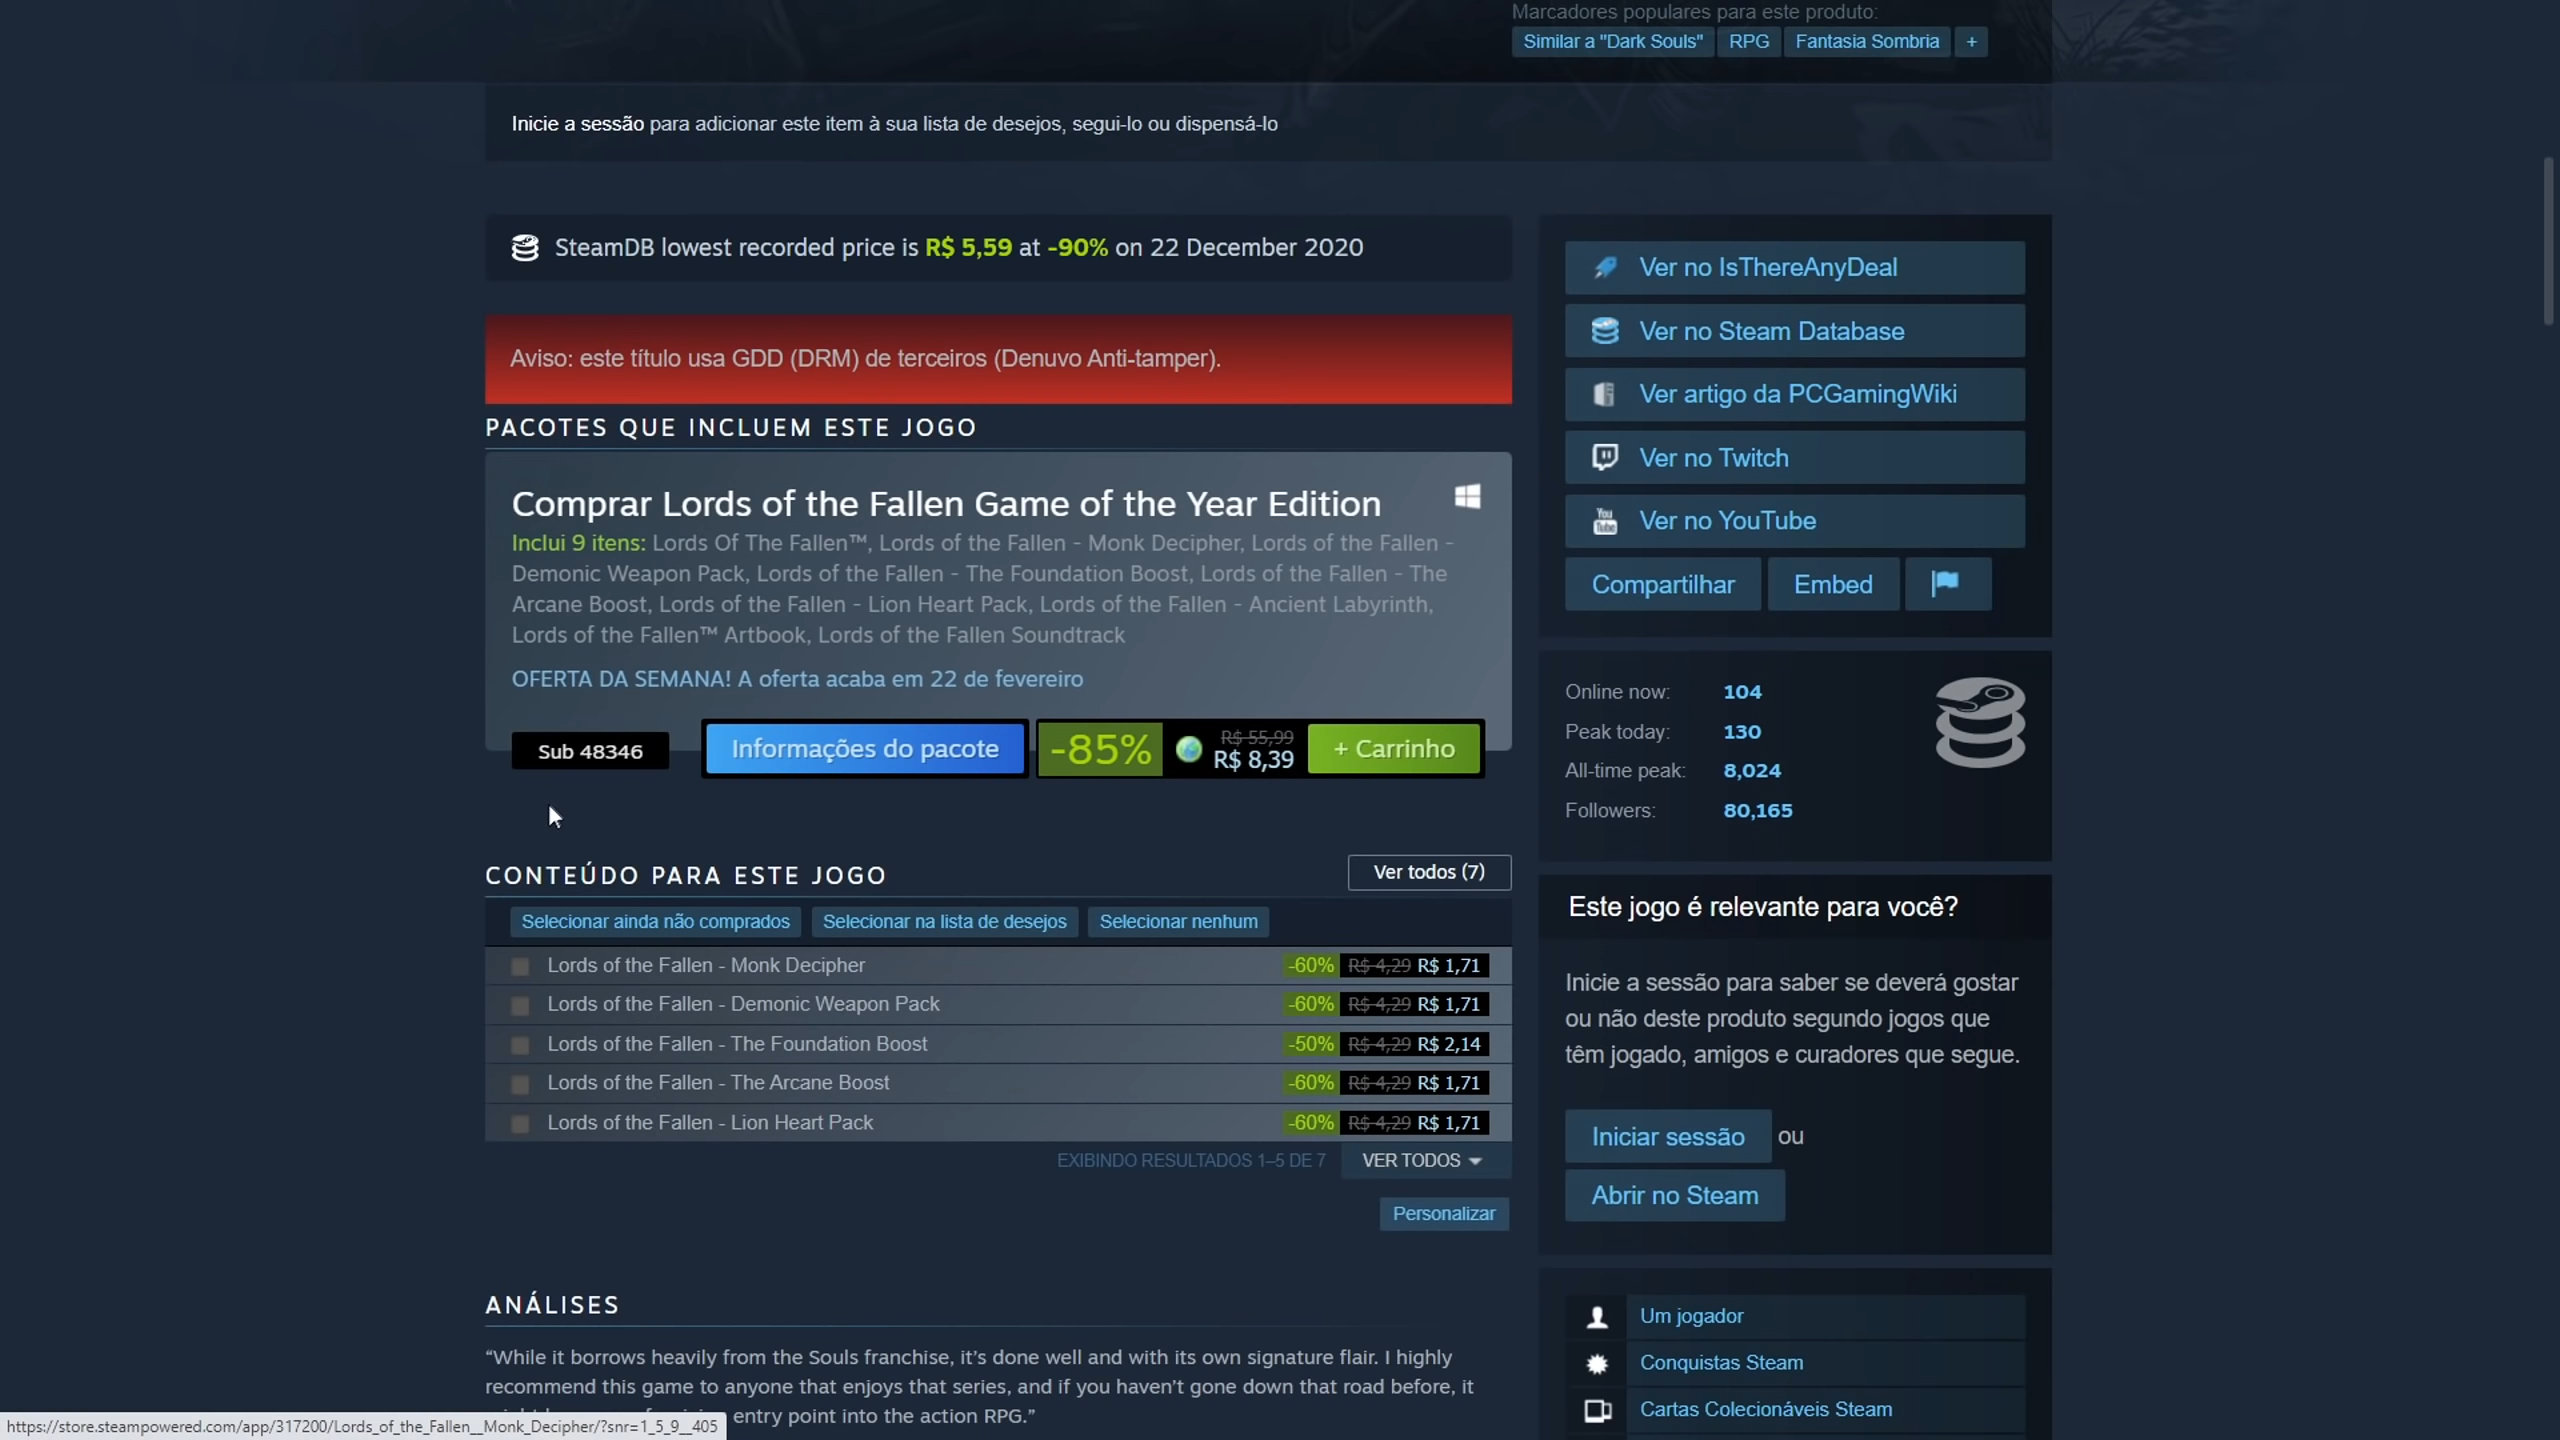 Marcadores populares para este produto:
Similar a "Dark Souls" RPG Fantasia Sombria +
Inicie a sessão para adicionar este item à sua lista de desejos, segui-lo ou dispensá-lo
SteamDB lowest recorded price is R$ 5,59 at -90% on 22 December 2020
Aviso: este título usa GDD (DRM) de terceiros (Denuvo Anti-tamper).
PACOTES QUE INCLUEM ESTE JOGO
Comprar Lords of the Fallen Game of the Year Edition
Inclui 9 itens: Lords Of The Fallen™, Lords of the Fallen - Monk Decipher, Lords of the Fallen -
Demonic Weapon Pack, Lords of the Fallen - The Foundation Boost, Lords of the Fallen - The
Arcane Boost, Lords of the Fallen - Lion Heart Pack, Lords of the Fallen - Ancient Labyrinth,
Lords of the Fallen™ Artbook, Lords of the Fallen Soundtrack
OFERTA DA SEMANA! A oferta acaba em 22 de fevereiro
Sub 48346 Informações do pacote -85% R$ 55,99 R$ 8,39 + Carrinho
CONTEÚDO PARA ESTE JOGO Ver todos (7)
Selecionar ainda não comprados Selecionar na lista de desejos Selecionar nenhum
Lords of the Fallen - Monk Decipher -60% R$ 4,29 R$ 1,71
Lords of the Fallen - Demonic Weapon Pack -60% R$ 4,29 R$ 1,71
Lords of the Fallen - The Foundation Boost -50% R$ 4,29 R$ 2,14
Lords of the Fallen - The Arcane Boost -60% R$ 4,29 R$ 1,71
Lords of the Fallen - Lion Heart Pack -60% R$ 4,29 R$ 1,71
EXIBINDO RESULTADOS 1–5 DE 7 VER TODOS
Personalizar
ANÁLISES
“While it borrows heavily from the Souls franchise, it’s done well and with its own signature flair. I highly
recommend this game to anyone that enjoys that series, and if you haven’t gone down that road before, it
entry point into the action RPG.”
https://store.steampowered.com/app/317200/Lords_of_the_Fallen__Monk_Decipher/?snr=1_5_9__405
Ver no IsThereAnyDeal
Ver no Steam Database
Ver artigo da PCGamingWiki
Ver no Twitch
You
Tube
Ver no YouTube
Compartilhar Embed
Online now: 104
Peak today: 130
All-time peak: 8,024
Followers: 80,165
Este jogo é relevante para você?
Inicie a sessão para saber se deverá gostar
ou não deste produto segundo jogos que
têm jogado, amigos e curadores que segue.
Iniciar sessão ou
Abrir no Steam
Um jogador
Conquistas Steam
Cartas Colecionáveis Steam